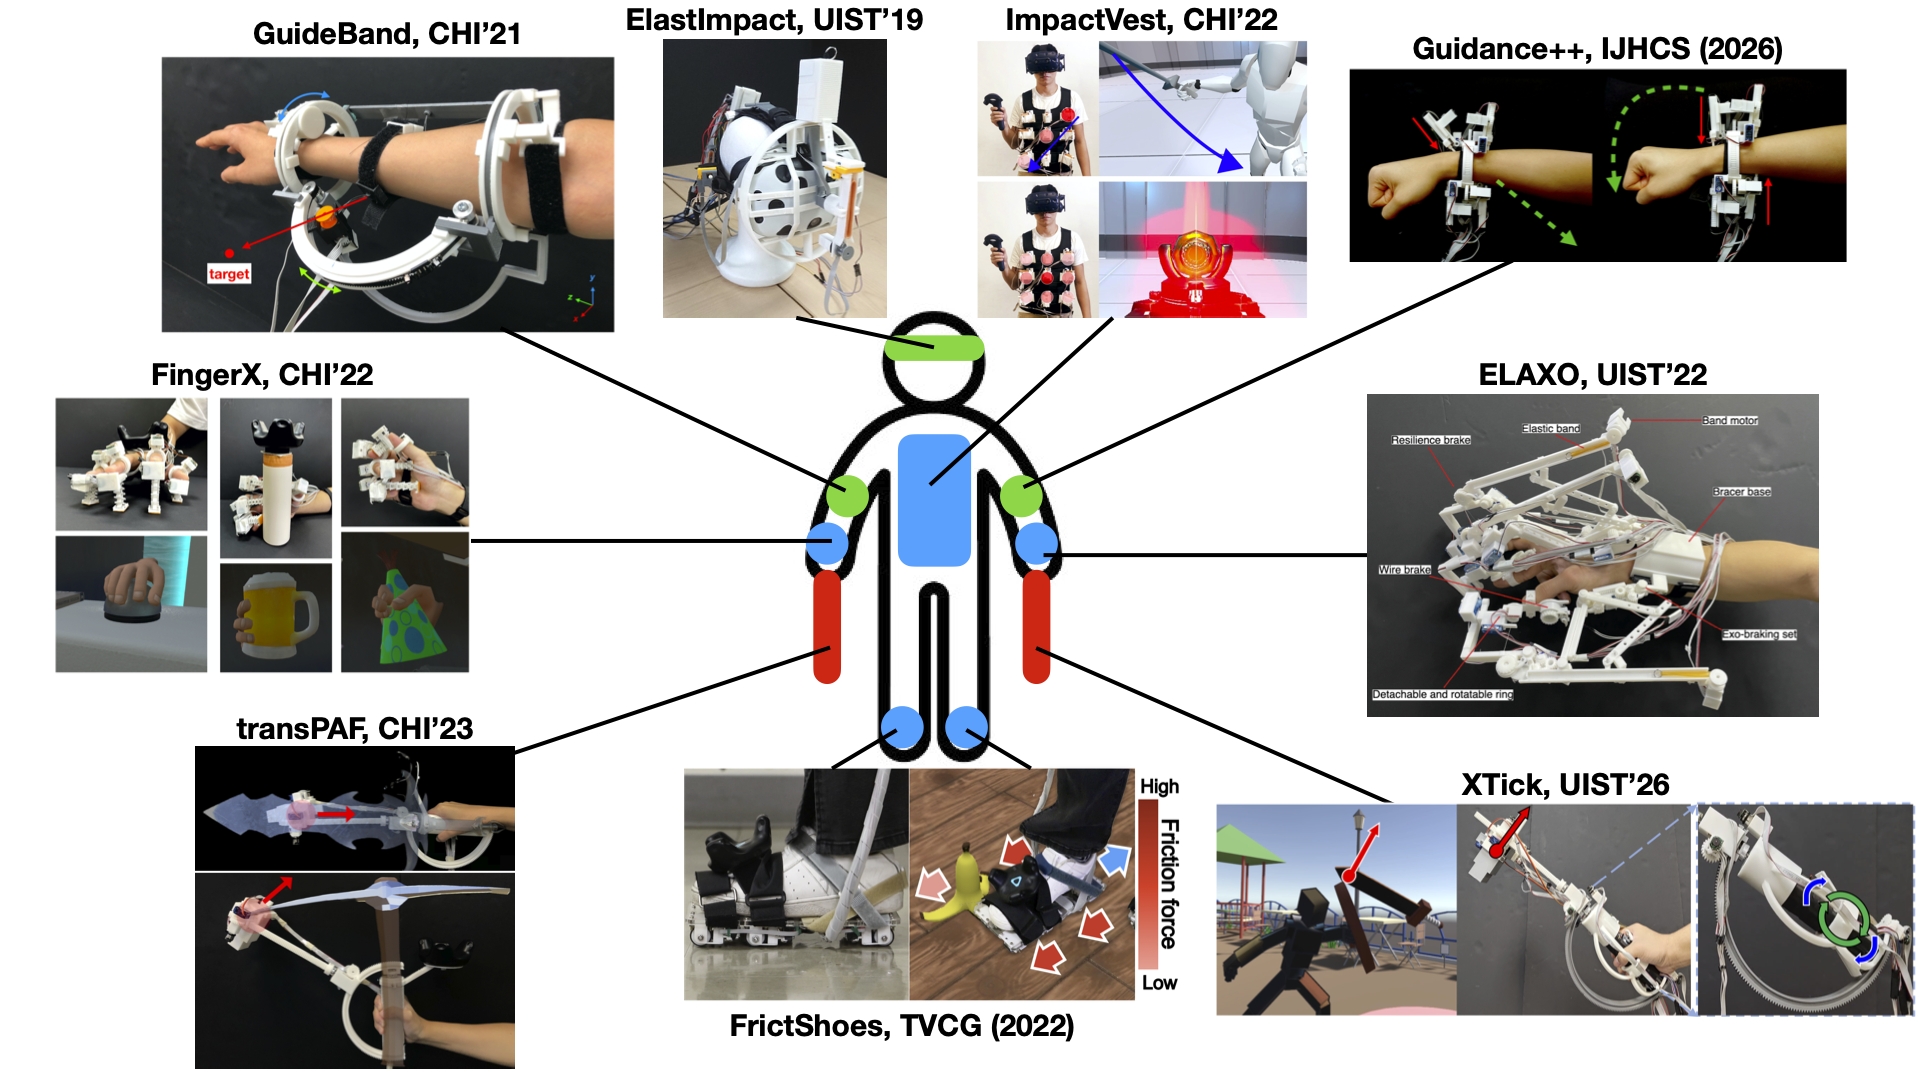 GuideBand, CHI’21
ElastImpact, UIST’19
ImpactVest, CHI’22
Guidance++, IJHCS (2026)
target
y
z
x
FingerX, CHI’22
ELAXO, UIST’22
Band motor
Elastic band
Resilience brake
Bracer base
Wire brake
Exo-braking set
Detachable and rotatable ring
transPAF, CHI’23
XTick, UIST’26
High
Friction force
Low
FrictShoes, TVCG (2022)